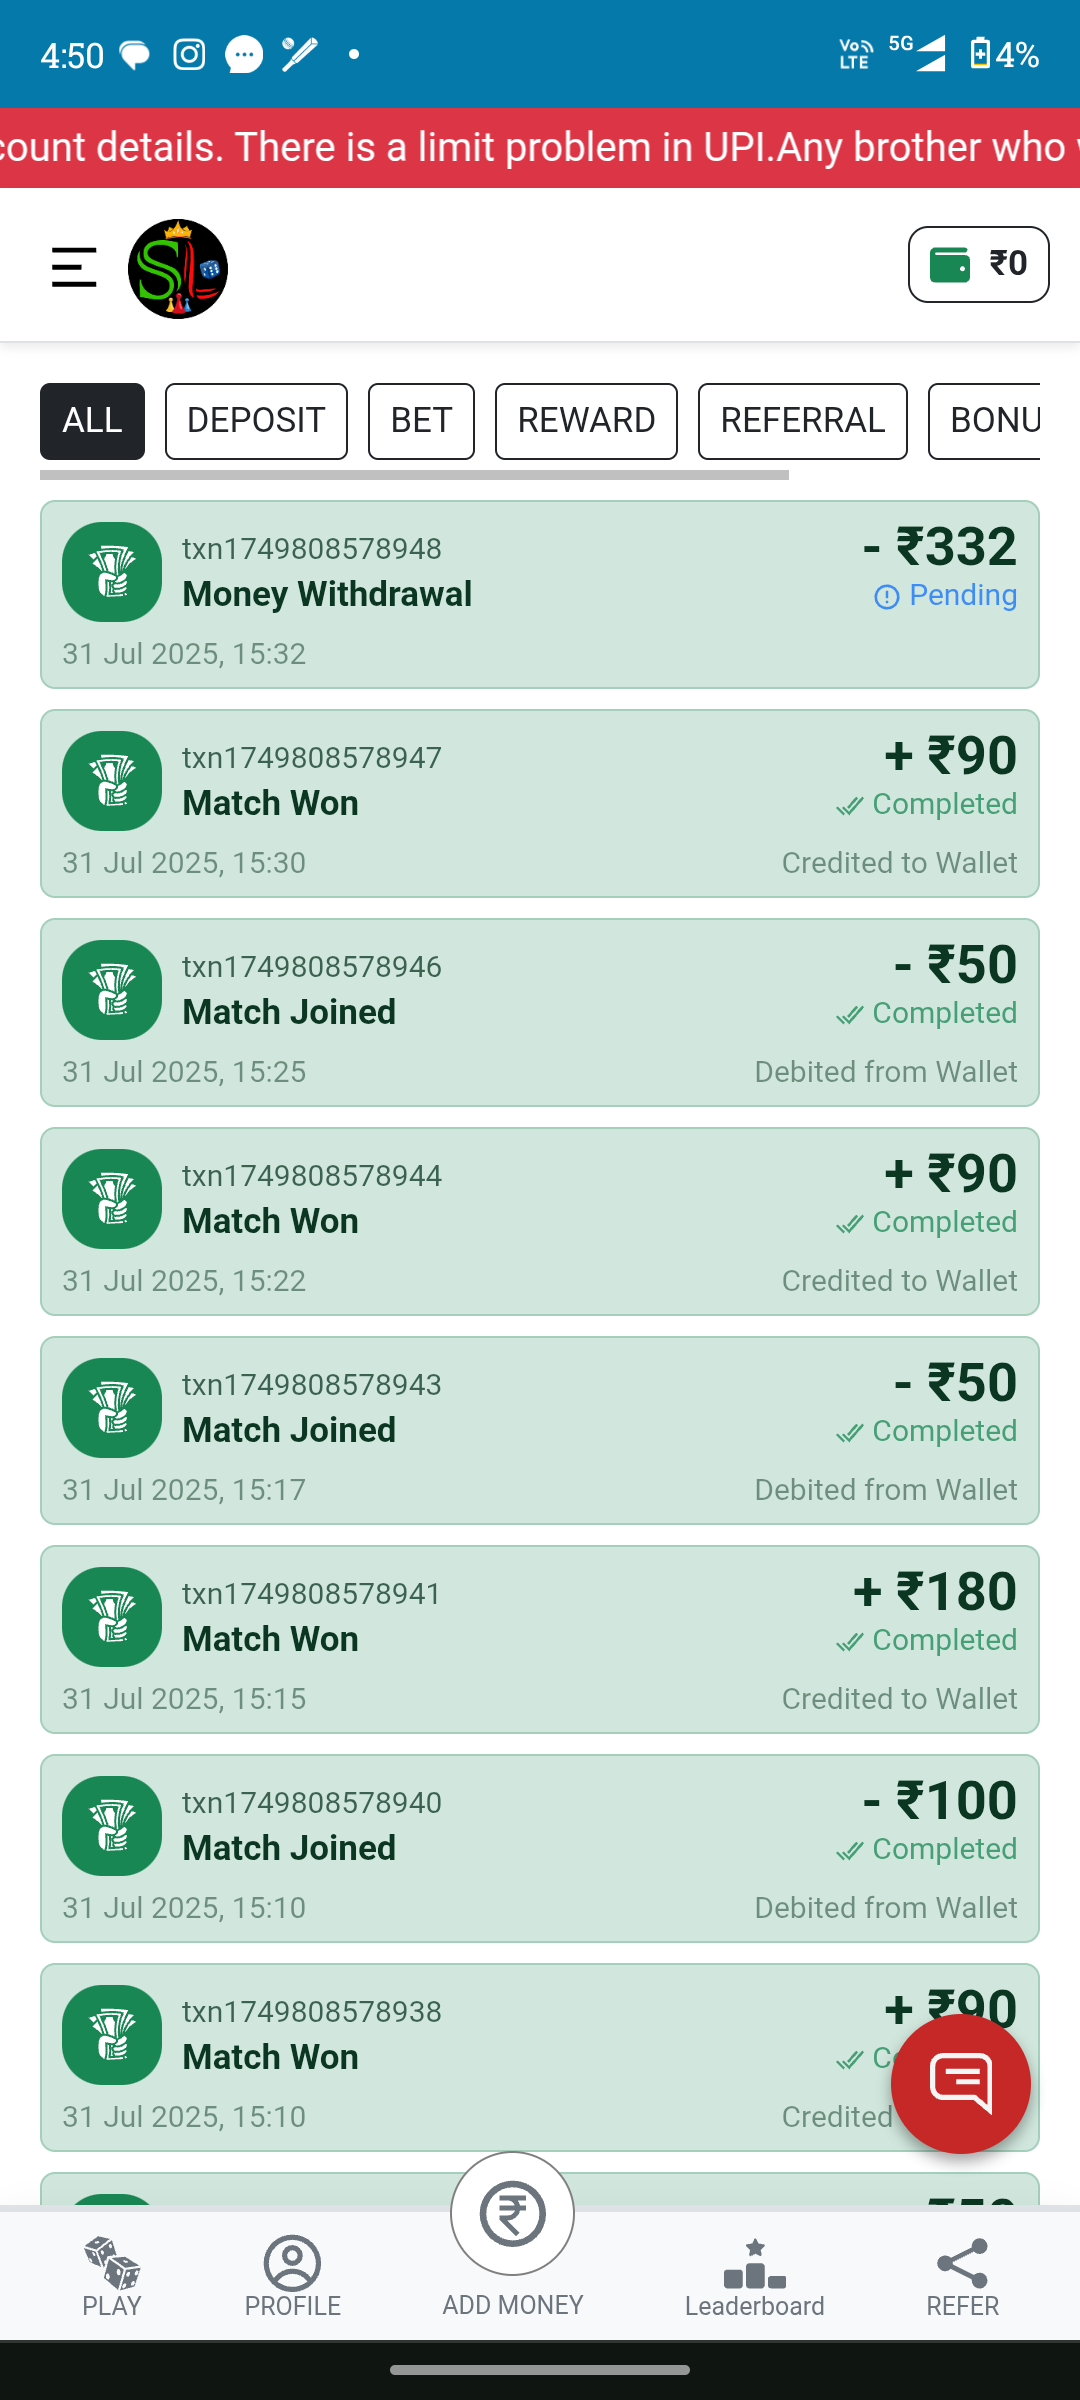 4:50
Vo LTE 5G 4%
count details. There is a limit problem in UPI.Any brother who
SL
₹0
ALL DEPOSIT BET REWARD REFERRAL BONU
txn1749808578948 - ₹332
Money Withdrawal Pending
31 Jul 2025, 15:32
txn1749808578947 + ₹90
Match Won Completed
31 Jul 2025, 15:30 Credited to Wallet
txn1749808578946 - ₹50
Match Joined Completed
31 Jul 2025, 15:25 Debited from Wallet
txn1749808578944 + ₹90
Match Won Completed
31 Jul 2025, 15:22 Credited to Wallet
txn1749808578943 - ₹50
Match Joined Completed
31 Jul 2025, 15:17 Debited from Wallet
txn1749808578941 + ₹180
Match Won Completed
31 Jul 2025, 15:15 Credited to Wallet
txn1749808578940 - ₹100
Match Joined Completed
31 Jul 2025, 15:10 Debited from Wallet
txn1749808578938 + ₹90
Match Won
31 Jul 2025, 15:10 Credited
PLAY PROFILE ADD MONEY Leaderboard REFER